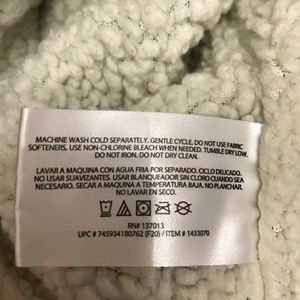 MACHINE WASH COLD SEPARATELY. GENTLE CYCLE. DO NOT USE FABRIC
SOFTENERS. USE NON-CHLORINE BLEACH WHEN NEEDED. TUMBLE DRY LOW.
DO NOT IRON. DO NOT DRY CLEAN.
LAVAR A MAQUINA CON AGUA FRIA POR SEPARADO. CICLO DELICADO.
NO USAR SUAVIZANTES. USAR BLANQUEADOR SIN CLORO CUANDO SEA
NECESARIO. SECAR A MAQUINA A TEMPERATURA BAJA. NO PLANCHAR.
NO LAVAR EN SECO.
RN# 137013
UPC # 745934180762 (F20) / ITEM # 1433070